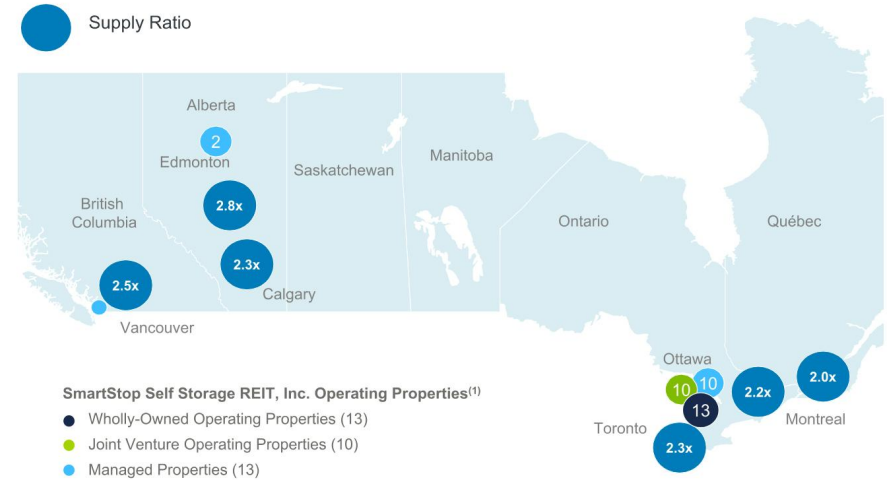 Supply Ratio
Alberta
2
Edmonton
Saskatchewan
Manitoba
British
Columbia
2.8x
Ontario
Québec
2.3x
2.5x
Calgary
Vancouver
Ottawa
10
10
13
2.2x
2.0x
Montreal
Toronto
2.3x
SmartStop Self Storage REIT, Inc. Operating Properties(1)
Wholly-Owned Operating Properties (13)
Joint Venture Operating Properties (10)
Managed Properties (13)